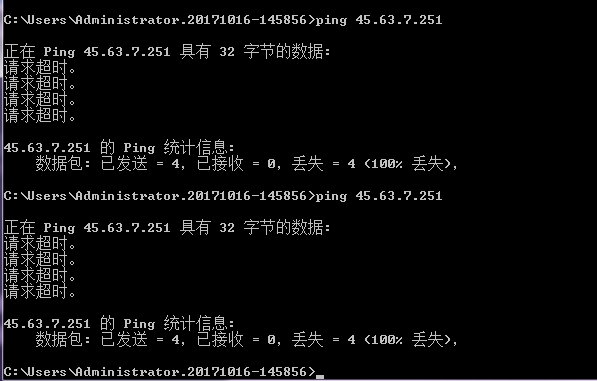 C:\Users\Administrator.20171016-145856>ping 45.63.7.251
正在 Ping 45.63.7.251 具有 32 字节的数据:
请求超时。
请求超时。
请求超时。
请求超时。
45.63.7.251 的 Ping 统计信息:
数据包: 已发送 = 4，已接收 = 0，丢失 = 4 (100% 丢失)，
C:\Users\Administrator.20171016-145856>ping 45.63.7.251
正在 Ping 45.63.7.251 具有 32 字节的数据:
请求超时。
请求超时。
请求超时。
请求超时。
45.63.7.251 的 Ping 统计信息:
数据包: 已发送 = 4，已接收 = 0，丢失 = 4 (100% 丢失)，
C:\Users\Administrator.20171016-145856>